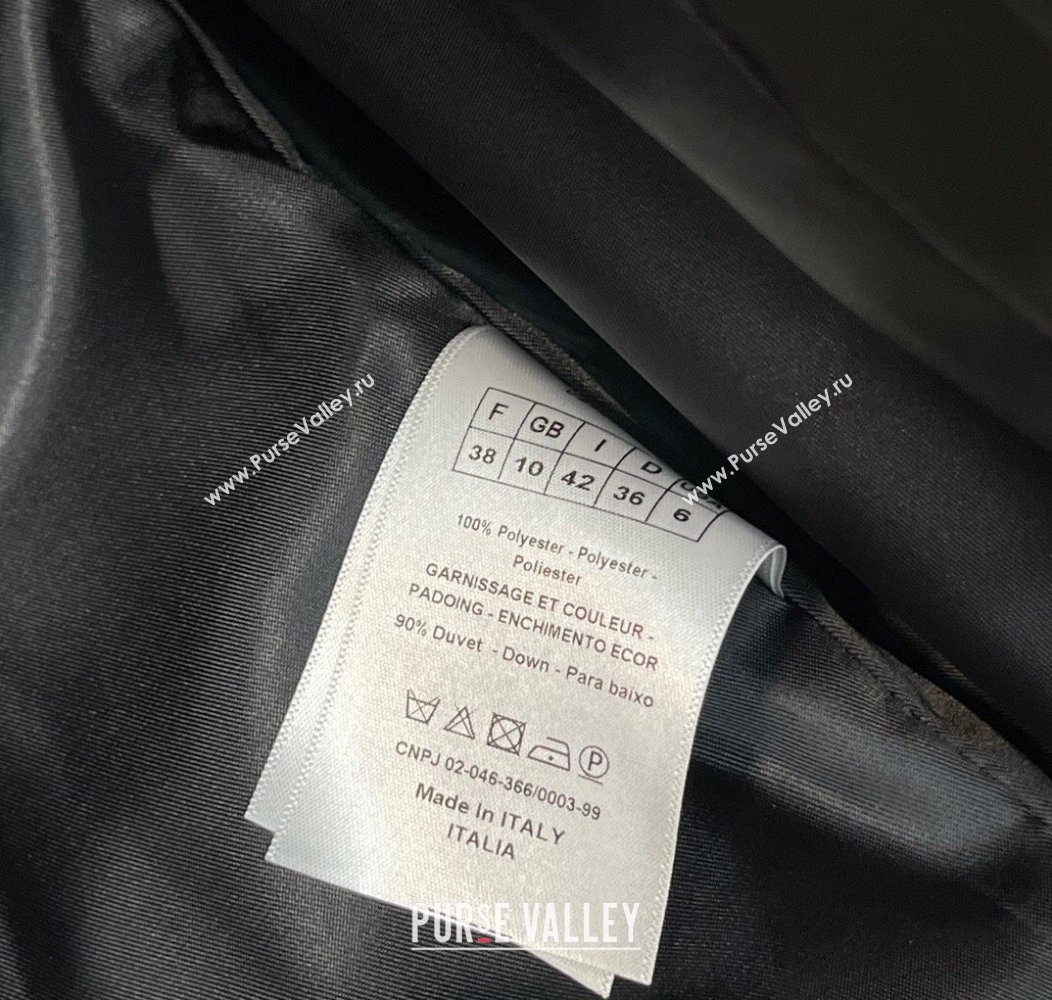 F GB I D USA
38 10 42 36 6
100% Polyester - Polyester -
Poliester
GARNISSAGE ET COULEUR -
PADOING - ENCHIMENTO ECOR
90% Duvet - Down - Para baixo
P
CNPJ 02-046-366/0003-99
Made In ITALY
ITALIA
www.PurseValley.ru
www.PurseValley.ru
PURSE VALLEY